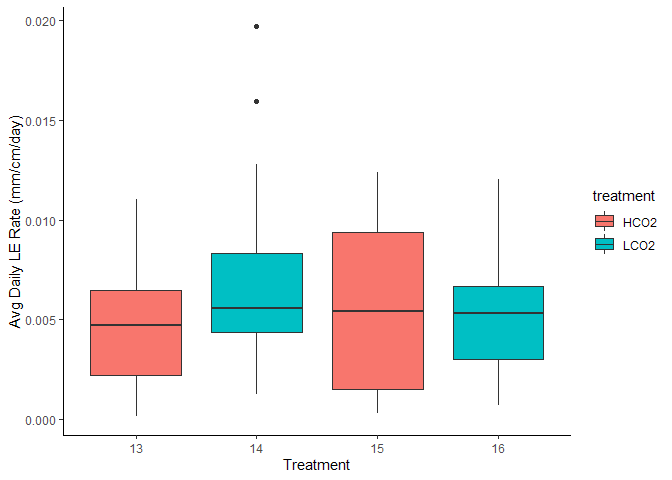 Avg Daily LE Rate (mm/cm/day)
0.020
0.015
0.010
0.005
0.000
13 14 15 16
Treatment
treatment
HCO2
LCO2